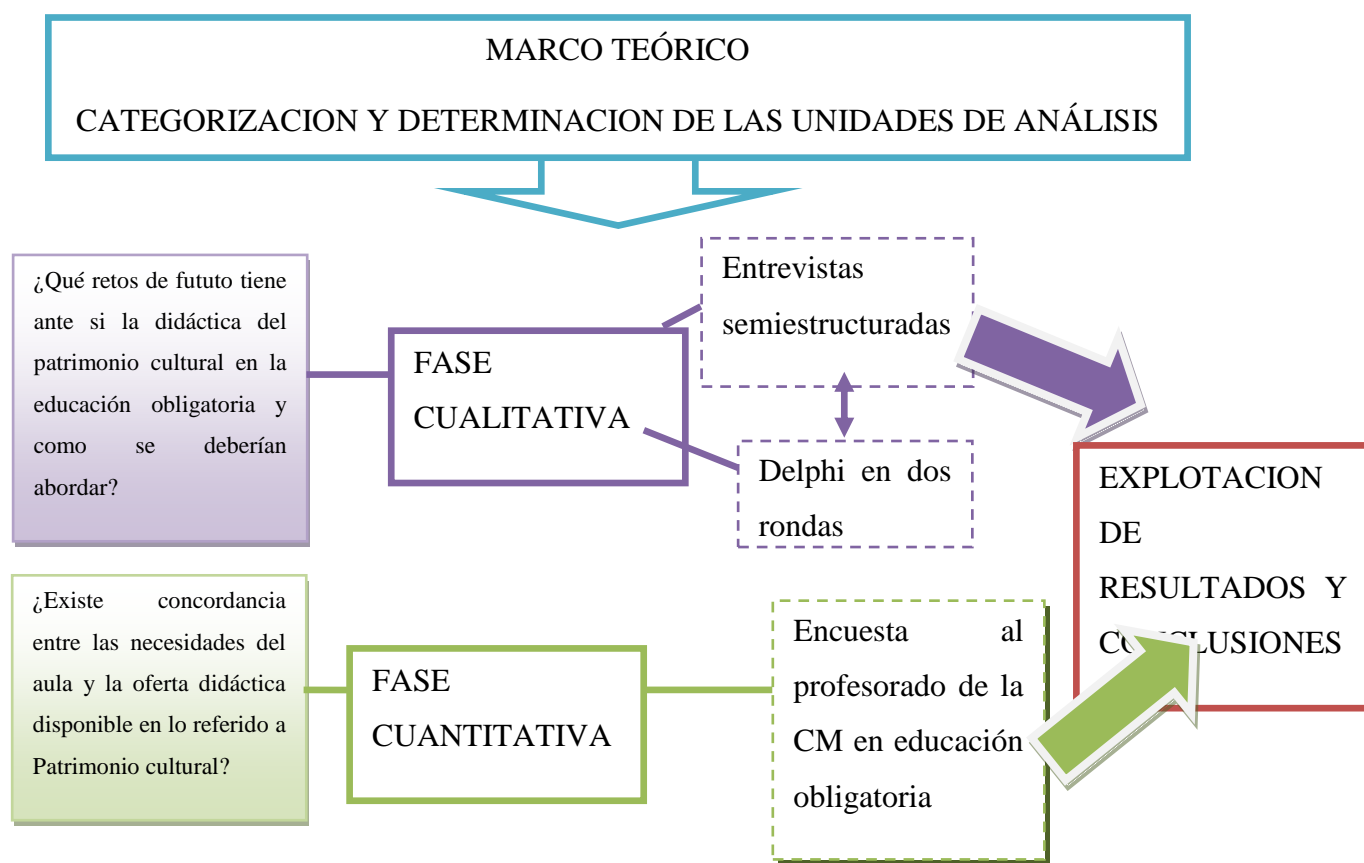 MARCO TEÓRICO
CATEGORIZACION Y DETERMINACION DE LAS UNIDADES DE ANÁLISIS
¿Qué retos de fututo tiene
ante si la didáctica del
patrimonio cultural en la
educación obligatoria y
como se deberían
abordar?
FASE
CUALITATIVA
Entrevistas
semiestructuradas
Delphi en dos
rondas
EXPLOTACION
DE
RESULTADOS Y
CONCLUSIONES
¿Existe concordancia
entre las necesidades del
aula y la oferta didáctica
disponible en lo referido a
Patrimonio cultural?
FASE
CUANTITATIVA
Encuesta al
profesorado de la
CM en educación
obligatoria